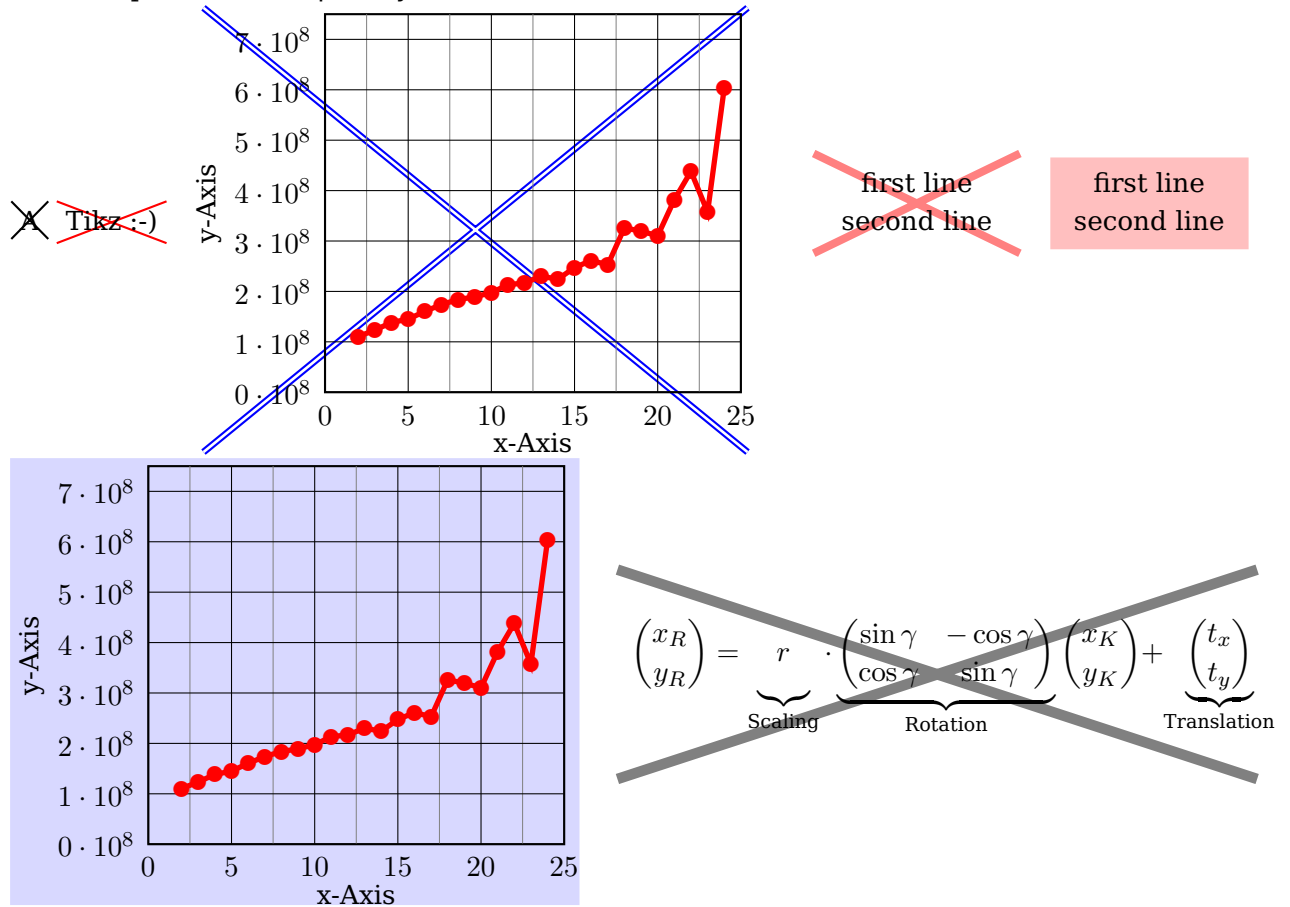 A Tikz :-)
7 · 10^8
6 · 10^8
5 · 10^8
4 · 10^8
3 · 10^8
2 · 10^8
1 · 10^8
0 · 10^8
y-Axis
0 5 10 15 20 25
x-Axis
first line
second line
first line
second line
7 · 10^8
6 · 10^8
5 · 10^8
4 · 10^8
3 · 10^8
2 · 10^8
1 · 10^8
0 · 10^8
y-Axis
0 5 10 15 20 25
x-Axis
(x_R y_R) = r · (sin γ − cos γ cos γ sin γ) (x_K y_K) + (t_x t_y)
Scaling Rotation Translation